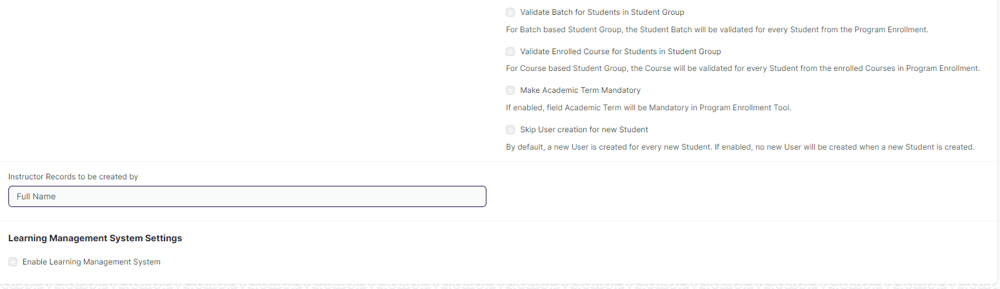 Validate Batch for Students in Student Group
For Batch based Student Group, the Student Batch will be validated for every Student from the Program Enrollment.
Validate Enrolled Course for Students in Student Group
For Course based Student Group, the Course will be validated for every Student from the enrolled Courses in Program Enrollment.
Make Academic Term Mandatory
If enabled, field Academic Term will be Mandatory in Program Enrollment Tool.
Skip User creation for new Student
By default, a new User is created for every new Student. If enabled, no new User will be created when a new Student is created.
Instructor Records to be created by
Full Name
Learning Management System Settings
Enable Learning Management System